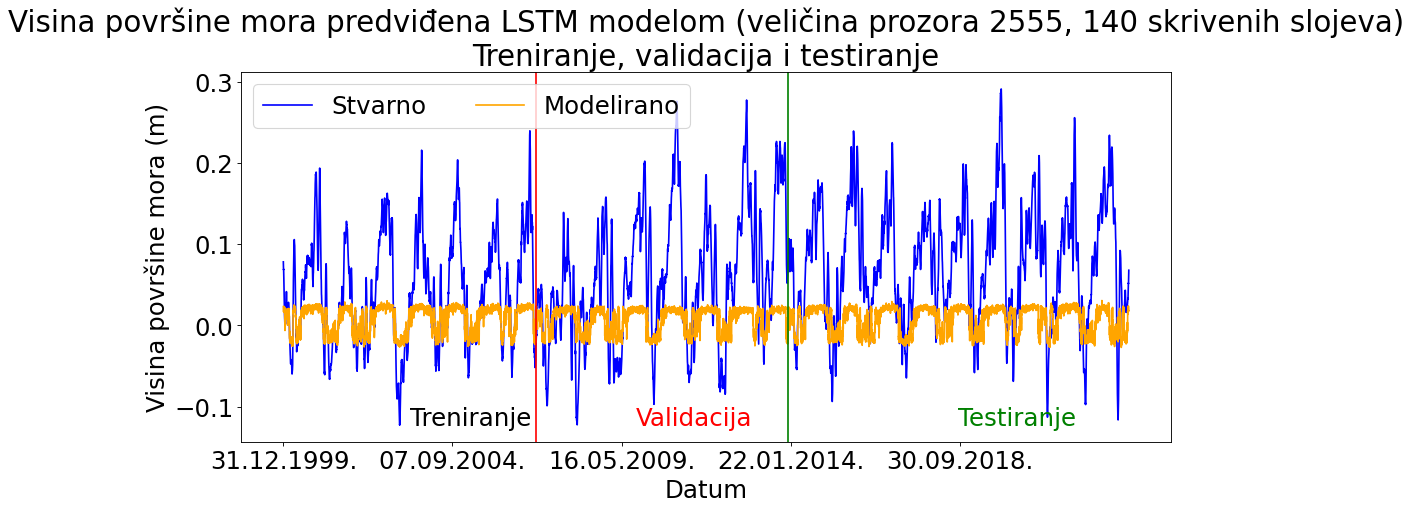 Visina površine mora predviđena LSTM modelom (veličina prozora 2555, 140 skrivenih slojeva)
Treniranje, validacija i testiranje
Stvarno Modelirano
Visina površine mora (m)
0.3
0.2
0.1
0.0
−0.1
Treniranje Validacija Testiranje
31.12.1999. 07.09.2004. 16.05.2009. 22.01.2014. 30.09.2018.
Datum